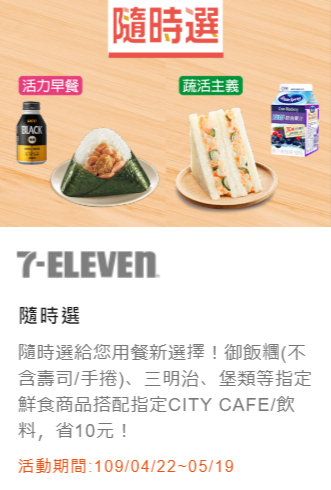 隨時選
活力早餐
蔬活主義
BLACK
Ocean Spray
7-ELEVEN
隨時選
隨時選給您用餐新選擇！御飯糰(不
含壽司/手捲)、三明治、堡類等指定
鮮食商品搭配指定CITY CAFE/飲
料，省10元！
活動期間:109/04/22~05/19